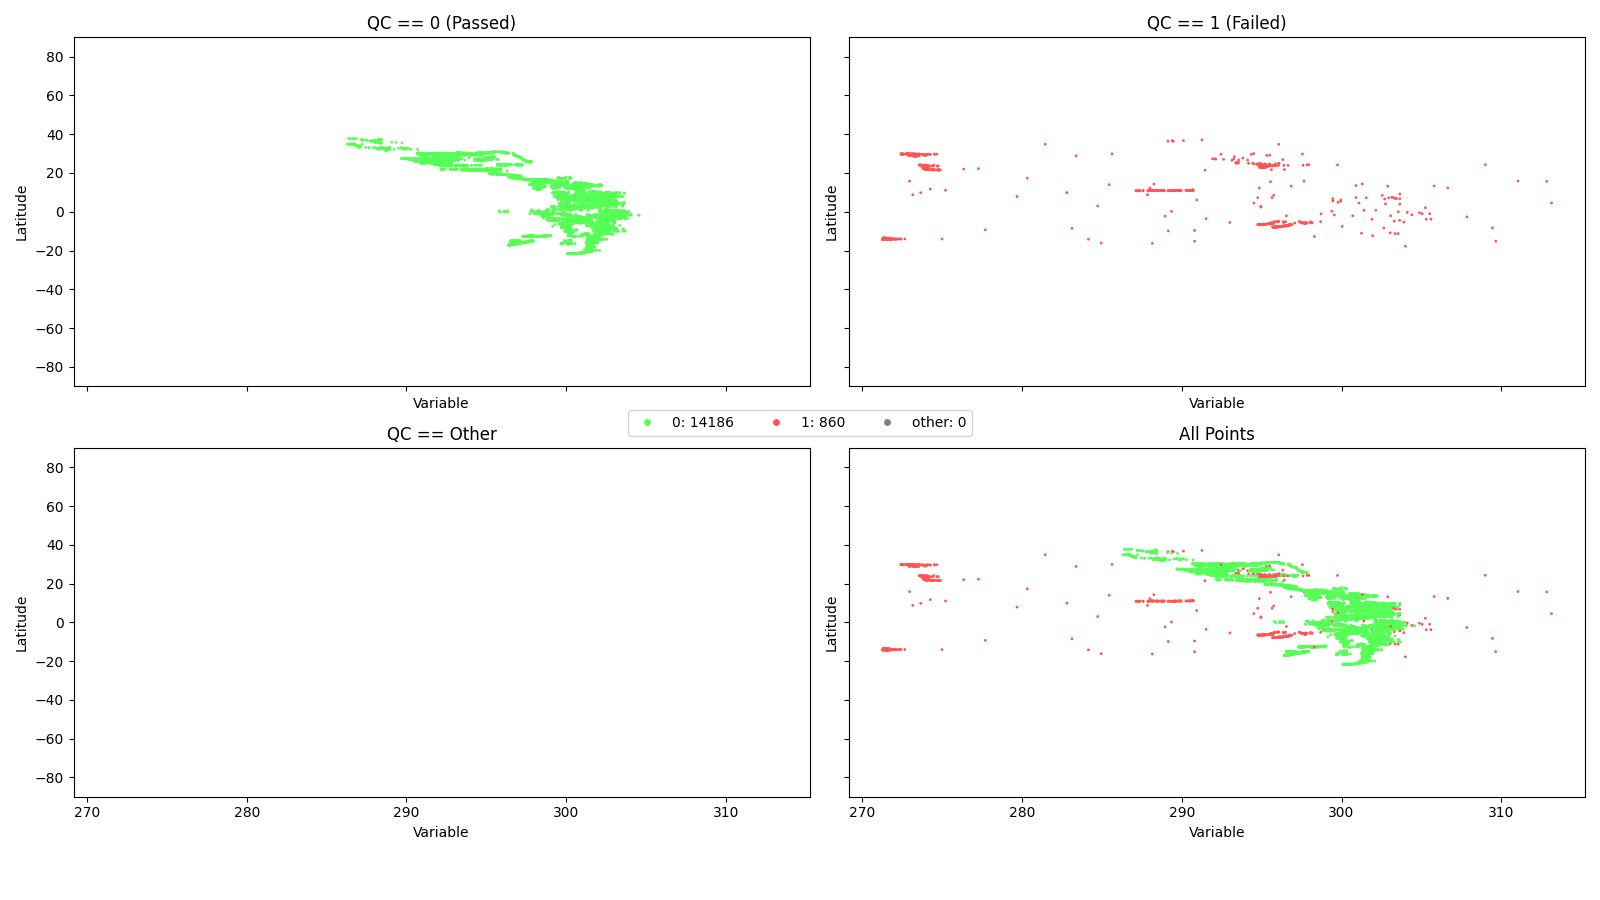 QC == 0 (Passed)
QC == 1 (Failed)
80
60
40
20
0
−20
−40
−60
−80
Latitude
Latitude
Variable
Variable
0: 14186 1: 860 other: 0
QC == Other
All Points
80
60
40
20
0
−20
−40
−60
−80
Latitude
Latitude
270 280 290 300 310
270 280 290 300 310
Variable
Variable